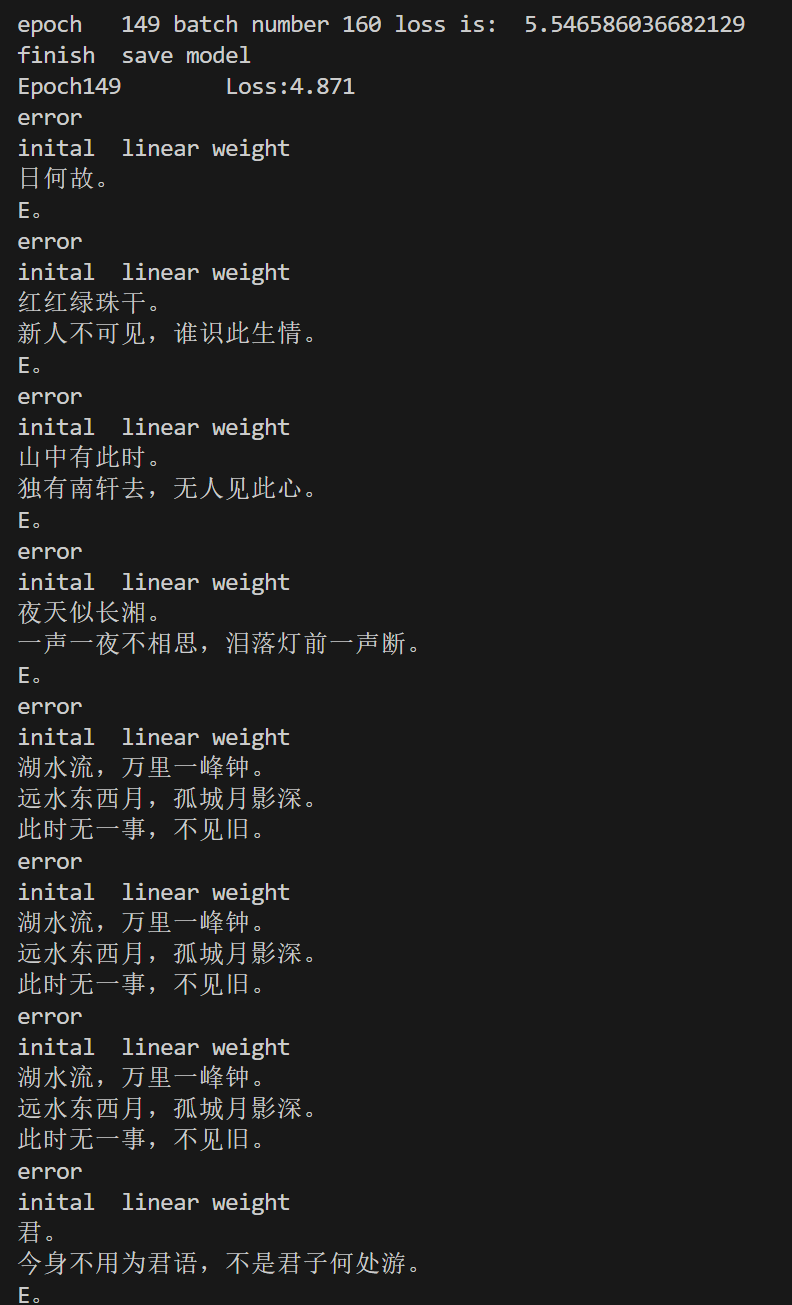 epoch   149 batch number 160 loss is:  5.546586036682129
finish  save model
Epoch149        Loss:4.871
error
inital  linear weight
日何故。
E。
error
inital  linear weight
红红绿珠干。
新人不可见，谁识此生情。
E。
error
inital  linear weight
山中有此时。
独有南轩去，无人见此心。
E。
error
inital  linear weight
夜天似长湘。
一声一夜不相思，泪落灯前一声断。
E。
error
inital  linear weight
湖水流，万里一峰钟。
远水东西月，孤城月影深。
此时无一事，不见旧。
error
inital  linear weight
湖水流，万里一峰钟。
远水东西月，孤城月影深。
此时无一事，不见旧。
error
inital  linear weight
湖水流，万里一峰钟。
远水东西月，孤城月影深。
此时无一事，不见旧。
error
inital  linear weight
君。
今身不用为君语，不是君子何处游。
E。